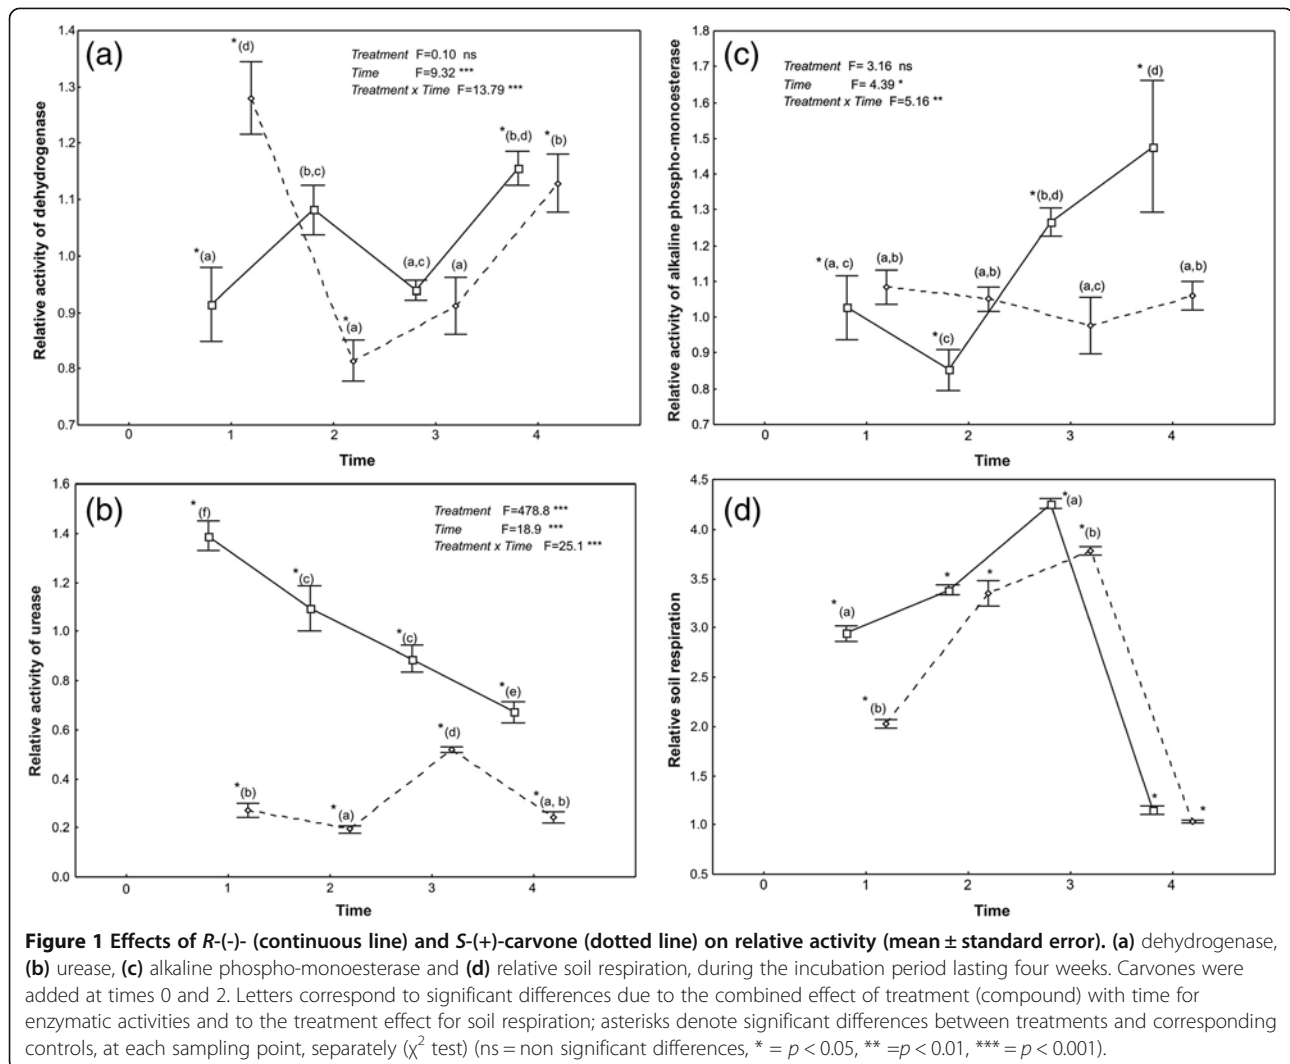 (a)
Treatment F=0.10 ns
Time F=9.32 ***
Treatment x Time F=13.79 ***
Relative activity of dehydrogenase
1.4
1.3
1.2
1.1
1.0
0.9
0.8
0.7
*(a)
*(d)
(b,c)
*(a)
(a,c)
(a)
*(b,d)
*(b)
0 1 2 3 4
Time
(c)
Treatment F= 3.16 ns
Time F= 4.39 *
Treatment x Time F=5.16 **
Relative activity of alkaline phospho-monoesterase
1.8
1.7
1.6
1.5
1.4
1.3
1.2
1.1
1.0
0.9
0.8
0.7
*(a, c)
(a,b)
*(c)
(a,b)
*(b,d)
(a,c)
*(d)
(a,b)
0 1 2 3 4
Time
(b)
Treatment F=478.8 ***
Time F=18.9 ***
Treatment x Time F=25.1 ***
Relative activity of urease
1.6
1.4
1.2
1.0
0.8
0.6
0.4
0.2
0.0
*(f)
*(b)
*(c)
*(a)
*(c)
*(d)
*(e)
*(a, b)
0 1 2 3 4
Time
(d)
Relative soil respiration
4.5
4.0
3.5
3.0
2.5
2.0
1.5
1.0
0.5
*(a)
*(b)
*
*
*(a)
*(b)
*
*
0 1 2 3 4
Time
Figure 1 Effects of R-(-)- (continuous line) and S-(+)-carvone (dotted line) on relative activity (mean ± standard error). (a) dehydrogenase,
(b) urease, (c) alkaline phospho-monoesterase and (d) relative soil respiration, during the incubation period lasting four weeks. Carvones were
added at times 0 and 2. Letters correspond to significant differences due to the combined effect of treatment (compound) with time for
enzymatic activities and to the treatment effect for soil respiration; asterisks denote significant differences between treatments and corresponding
controls, at each sampling point, separately (χ² test) (ns = non significant differences, * = p < 0.05, ** =p < 0.01, *** = p < 0.001).